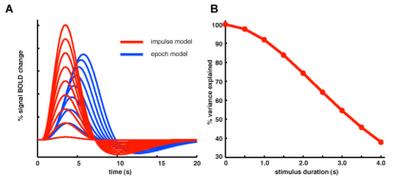 A
% signal BOLD change
impulse model
epoch model
0
5
10
15
20
time (s)
B
% variance explained
100
90
80
70
60
50
40
30
0
0.5
1.0
1.5
2.0
2.5
3.0
3.5
4.0
stimulus duration (s)